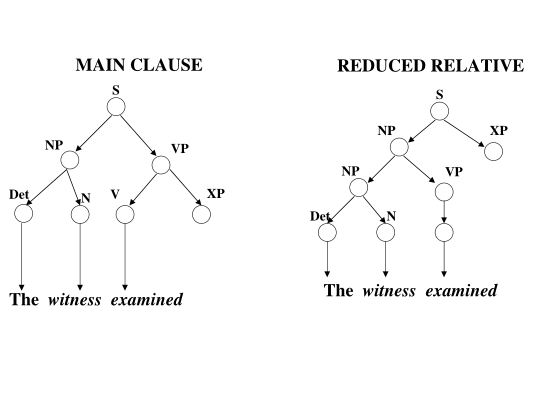 MAIN CLAUSE
S
NP VP
Det N V XP
The witness examined
REDUCED RELATIVE
S
NP XP
NP VP
Det N
The witness examined